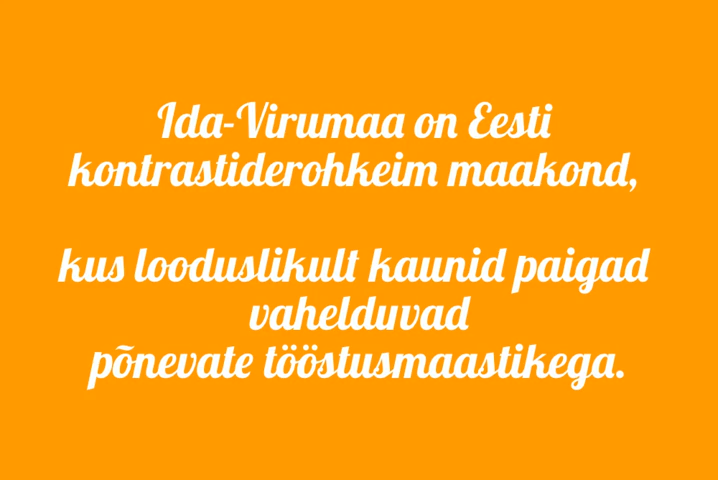 Ida-Virumaa on Eesti
kontrastiderohkeim maakond,
kus looduslikult kaunid paigad
vahelduvad
põnevate tööstusmaastikega.